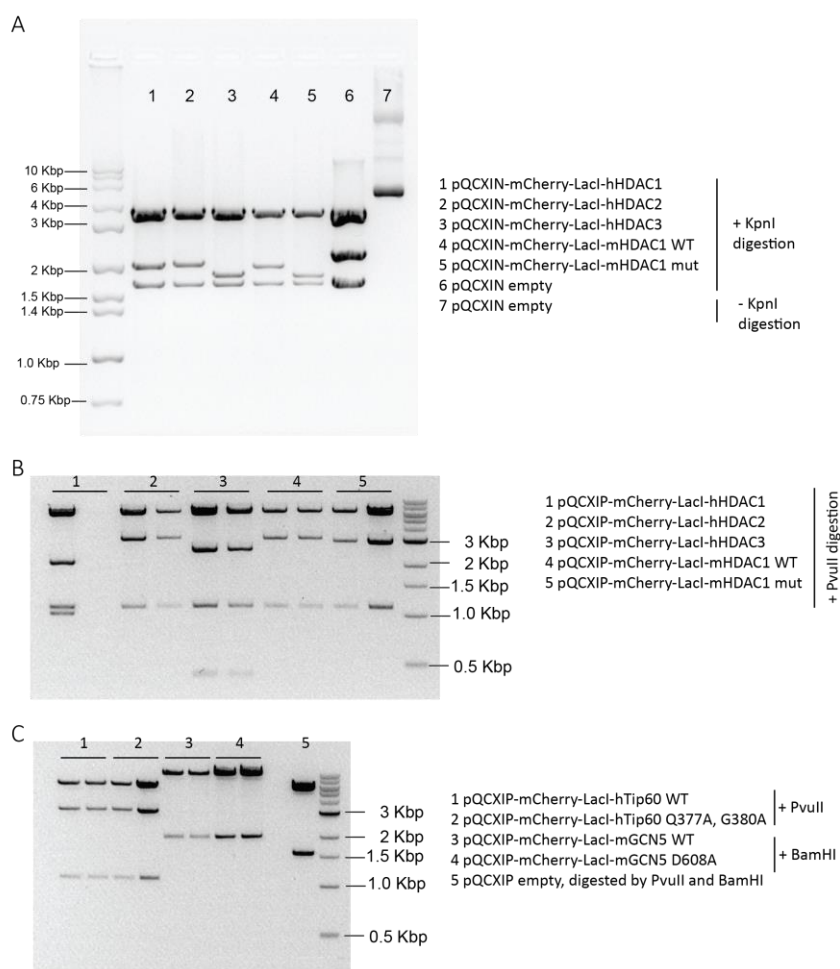 A
1 2 3 4 5 6 7
10 Kbp
6 Kbp
4 Kbp
3 Kbp
2 Kbp
1.5 Kbp
1.4 Kbp
1.0 Kbp
0.75 Kbp
1 pQCXIN-mCherry-LacI-hHDAC1
2 pQCXIN-mCherry-LacI-hHDAC2
3 pQCXIN-mCherry-LacI-hHDAC3
4 pQCXIN-mCherry-LacI-mHDAC1 WT
5 pQCXIN-mCherry-LacI-mHDAC1 mut
6 pQCXIN empty
7 pQCXIN empty
+ KpnI
digestion
- KpnI
digestion
B
1 2 3 4 5
3 Kbp
2 Kbp
1.5 Kbp
1.0 Kbp
0.5 Kbp
1 pQCXIP-mCherry-LacI-hHDAC1
2 pQCXIP-mCherry-LacI-hHDAC2
3 pQCXIP-mCherry-LacI-hHDAC3
4 pQCXIP-mCherry-LacI-mHDAC1 WT
5 pQCXIP-mCherry-LacI-mHDAC1 mut
+ PvuII digestion
C
1 2 3 4 5
3 Kbp
2 Kbp
1.5 Kbp
1.0 Kbp
0.5 Kbp
1 pQCXIP-mCherry-LacI-hTip60 WT
2 pQCXIP-mCherry-LacI-hTip60 Q377A, G380A
3 pQCXIP-mCherry-LacI-mGCN5 WT
4 pQCXIP-mCherry-LacI-mGCN5 D608A
5 pQCXIP empty, digested by PvuII and BamHI
+ PvuII
+ BamHI